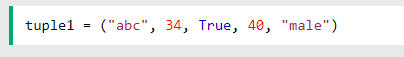 tuple1 = ("abc", 34, True, 40, "male")